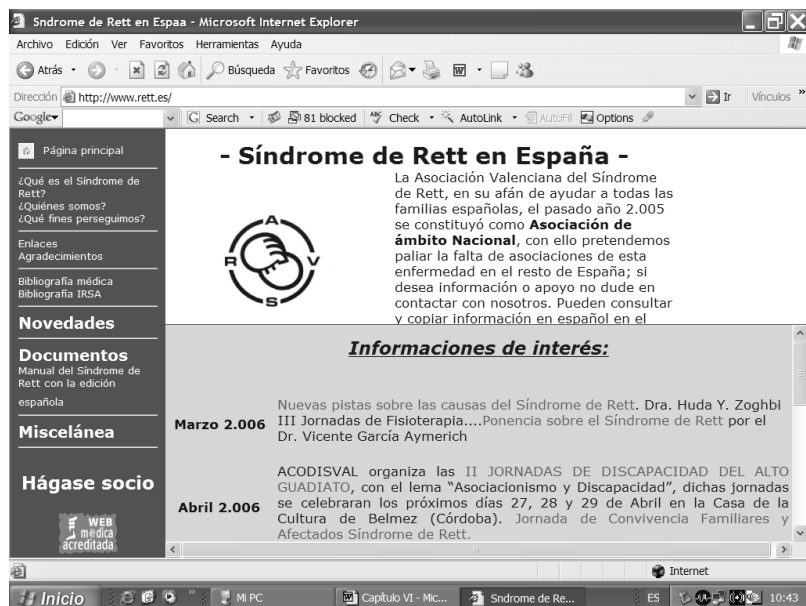 Sndrome de Rett en Espaa - Microsoft Internet Explorer
Archivo Edición Ver Favoritos Herramientas Ayuda
Atrás Búsqueda Favoritos
Dirección http://www.rett.es/ Ir Vínculos »
Google Search 81 blocked Check AutoLink AutoFill Options
Página principal
¿Qué es el Síndrome de
Rett?
¿Quiénes somos?
¿Qué fines perseguimos?
Enlaces
Agradecimientos
Bibliografía médica
Bibliografía IRSA
Novedades
Documentos
Manual del Síndrome de
Rett con la edición
española
Miscelánea
Hágase socio
WEB
médica
acreditada
- Síndrome de Rett en España -
A
R V
S
La Asociación Valenciana del Síndrome
de Rett, en su afán de ayudar a todas las
familias españolas, el pasado año 2.005
se constituyó como Asociación de
ámbito Nacional, con ello pretendemos
paliar la falta de asociaciones de esta
enfermedad en el resto de España; si
desea información o apoyo no dude en
contactar con nosotros. Pueden consultar
y copiar información en español en el
Informaciones de interés:
Marzo 2.006
Nuevas pistas sobre las causas del Síndrome de Rett. Dra. Huda Y. Zoghbi
III Jornadas de Fisioterapia....Ponencia sobre el Síndrome de Rett por el
Dr. Vicente García Aymerich
Abril 2.006
ACODISVAL organiza las II JORNADAS DE DISCAPACIDAD DEL ALTO
GUADIATO, con el lema “Asociacionismo y Discapacidad”, dichas jornadas
se celebraran los próximos días 27, 28 y 29 de Abril en la Casa de la
Cultura de Belmez (Córdoba). Jornada de Convivencia Familiares y
Afectados Síndrome de Rett.
Internet
Inicio » Mi PC Capítulo VI - Mic... Sndrome de Re... ES 10:43